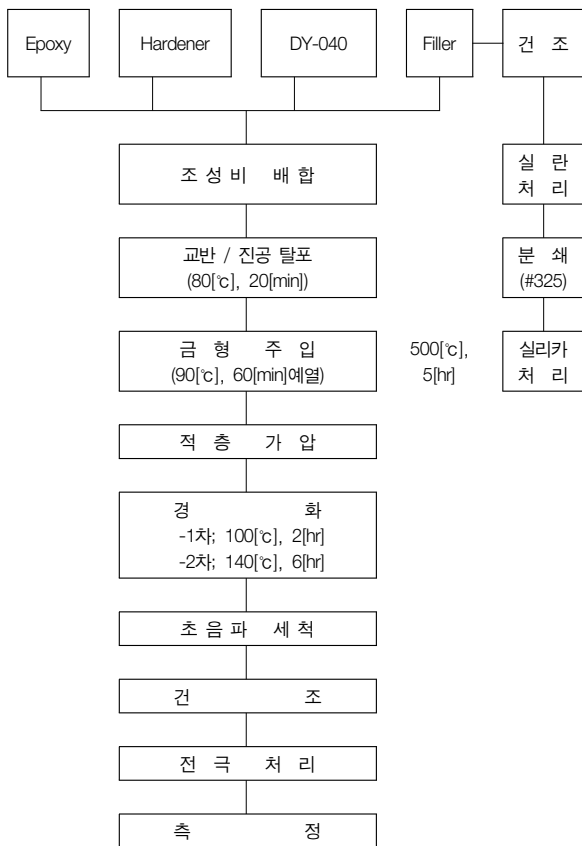 Epoxy
Hardener
DY-040
Filler
건 조
조 성 비 배 합
실 란
처 리
교반 / 진공 탈포
(80[℃], 20[min])
분 쇄
(#325)
금 형 주 입
(90[℃], 60[min]예열)
500[℃],
5[hr]
실리카
처 리
적 층 가 압
경 화
-1차; 100[℃], 2[hr]
-2차; 140[℃], 6[hr]
초 음 파 세 척
건 조
전 극 처 리
측 정